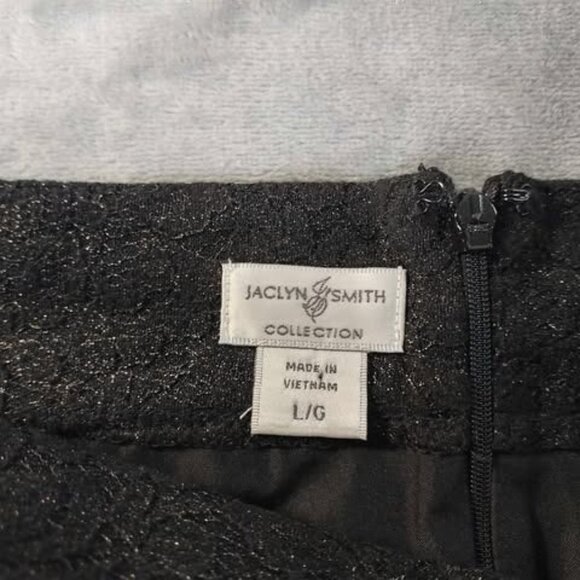 JACLYN SMITH
COLLECTION
MADE IN
VIETNAM
L/G